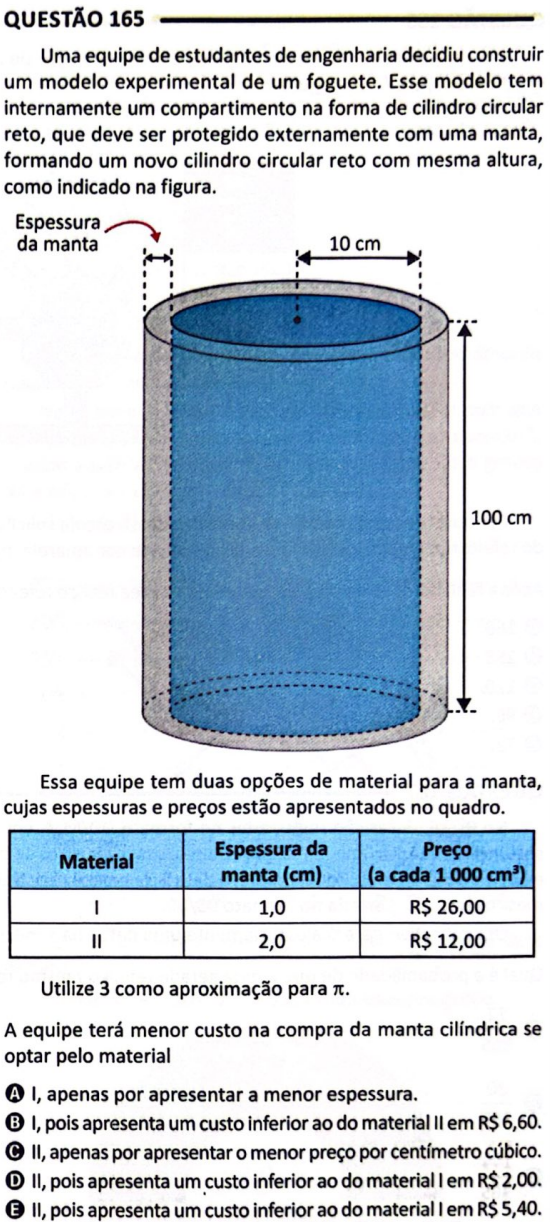 QUESTÃO 165
Uma equipe de estudantes de engenharia decidiu construir
um modelo experimental de um foguete. Esse modelo tem
internamente um compartimento na forma de cilindro circular
reto, que deve ser protegido externamente com uma manta,
formando um novo cilindro circular reto com mesma altura,
como indicado na figura.
Espessura
da manta
10 cm
100 cm
Essa equipe tem duas opções de material para a manta,
cujas espessuras e preços estão apresentados no quadro.
Material Espessura da manta (cm) Preço (a cada 1 000 cm³)
I 1,0 R$ 26,00
II 2,0 R$ 12,00
Utilize 3 como aproximação para π.
A equipe terá menor custo na compra da manta cilíndrica se
optar pelo material
A I, apenas por apresentar a menor espessura.
B I, pois apresenta um custo inferior ao do material II em R$ 6,60.
C II, apenas por apresentar o menor preço por centímetro cúbico.
D II, pois apresenta um custo inferior ao do material I em R$ 2,00.
E II, pois apresenta um custo inferior ao do material I em R$ 5,40.